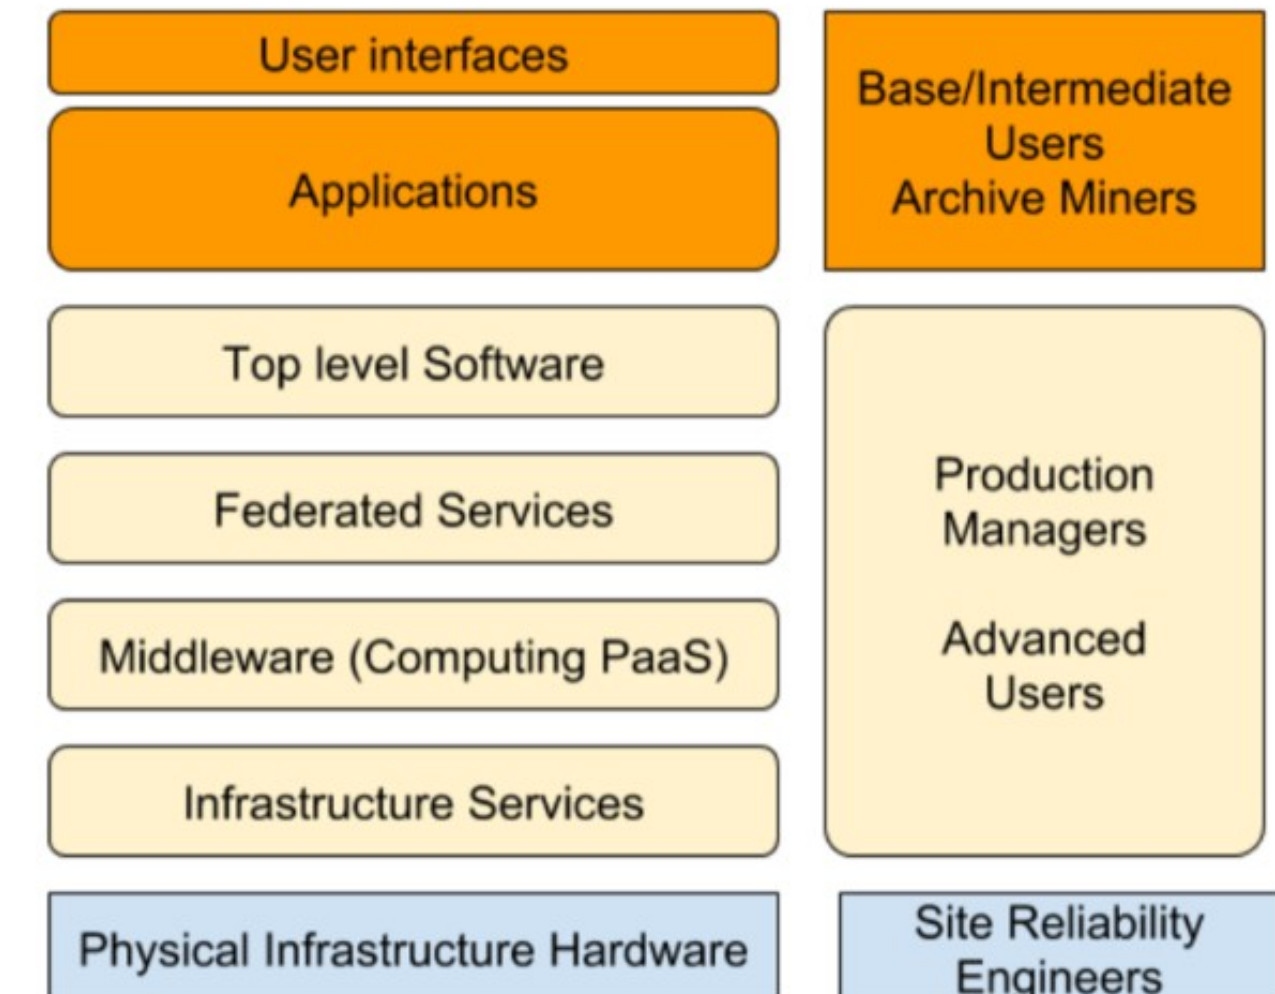 User interfaces
Applications
Base/Intermediate
Users
Archive Miners
Top level Software
Federated Services
Middleware (Computing PaaS)
Infrastructure Services
Production
Managers
Advanced
Users
Physical Infrastructure Hardware
Site Reliability
Engineers